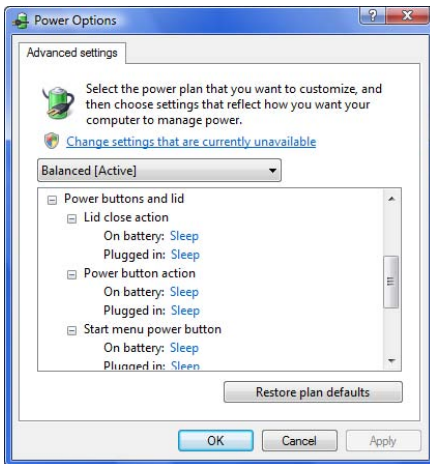 Power Options
Advanced settings
Select the power plan that you want to customize, and
then choose settings that reflect how you want your
computer to manage power.
Change settings that are currently unavailable
Balanced [Active]
Power buttons and lid
Lid close action
On battery: Sleep
Plugged in: Sleep
Power button action
On battery: Sleep
Plugged in: Sleep
Start menu power button
On battery: Sleep
Plugged in: Sleep
Restore plan defaults
OK Cancel Apply